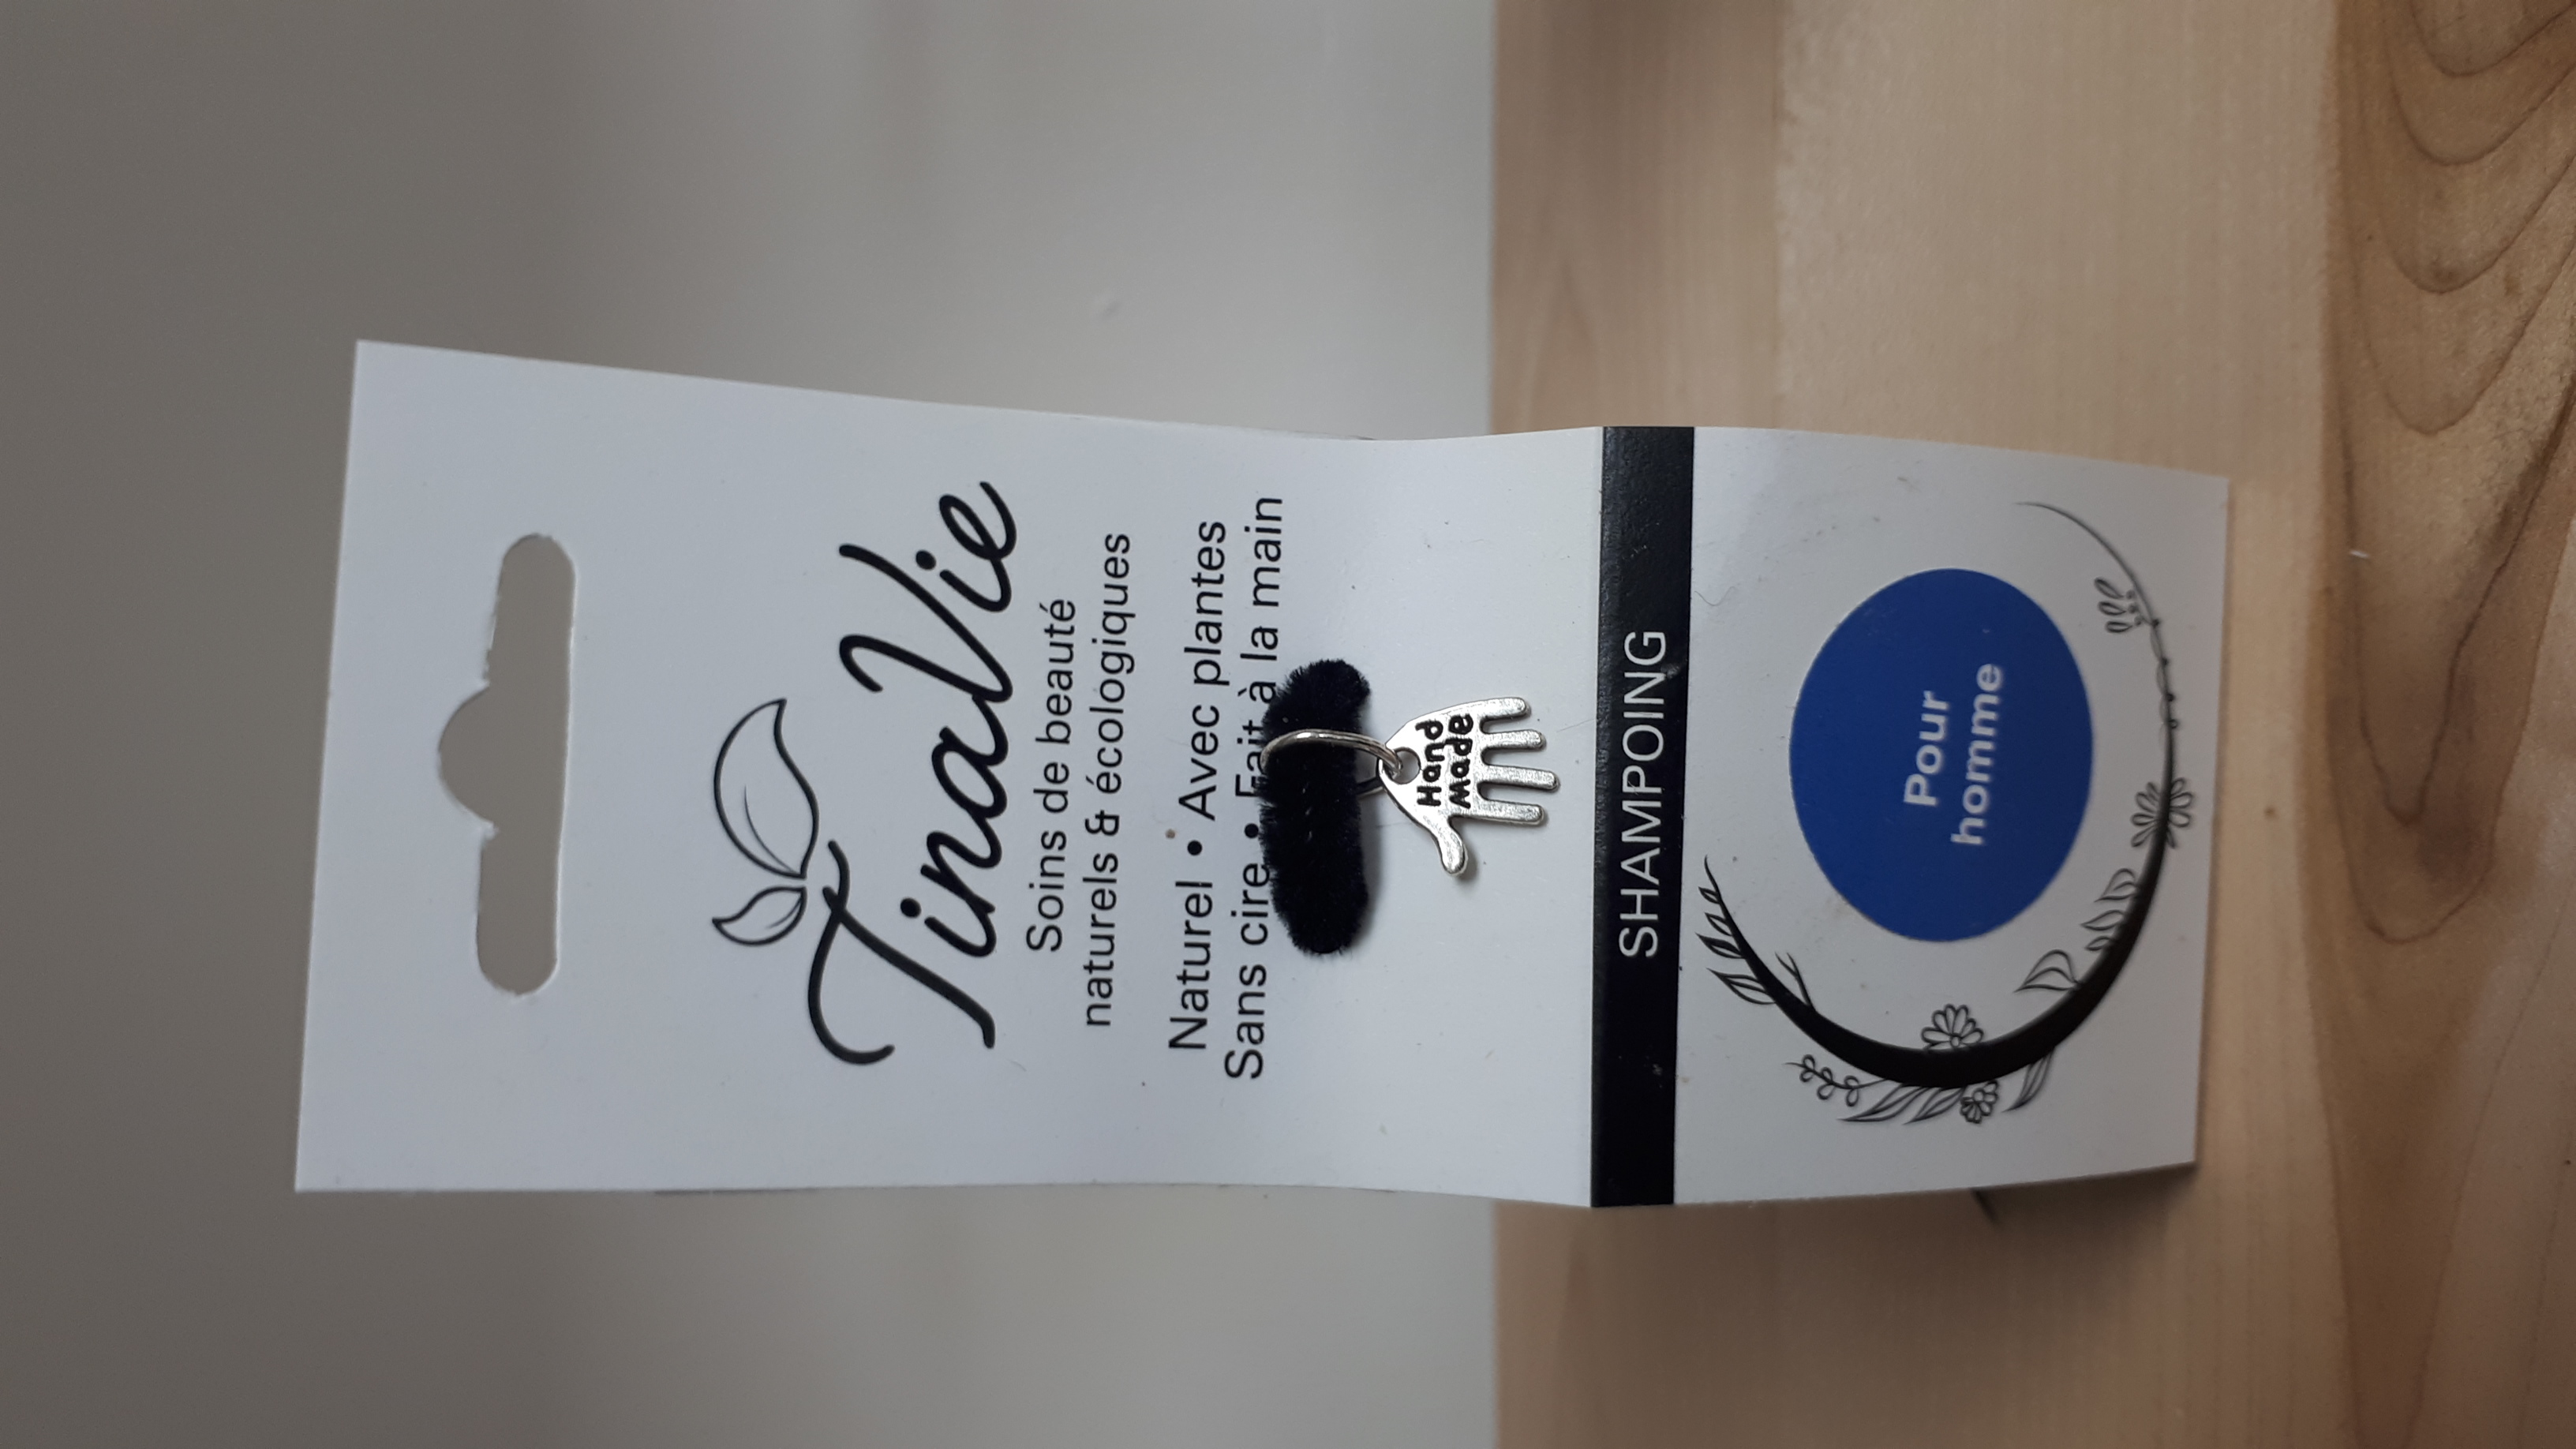 TinaVie
Soins de beauté
naturels & écologiques
Naturel • Avec plantes
Sans cire • Fait à la main
Hand
made
SHAMPOING
Pour
homme